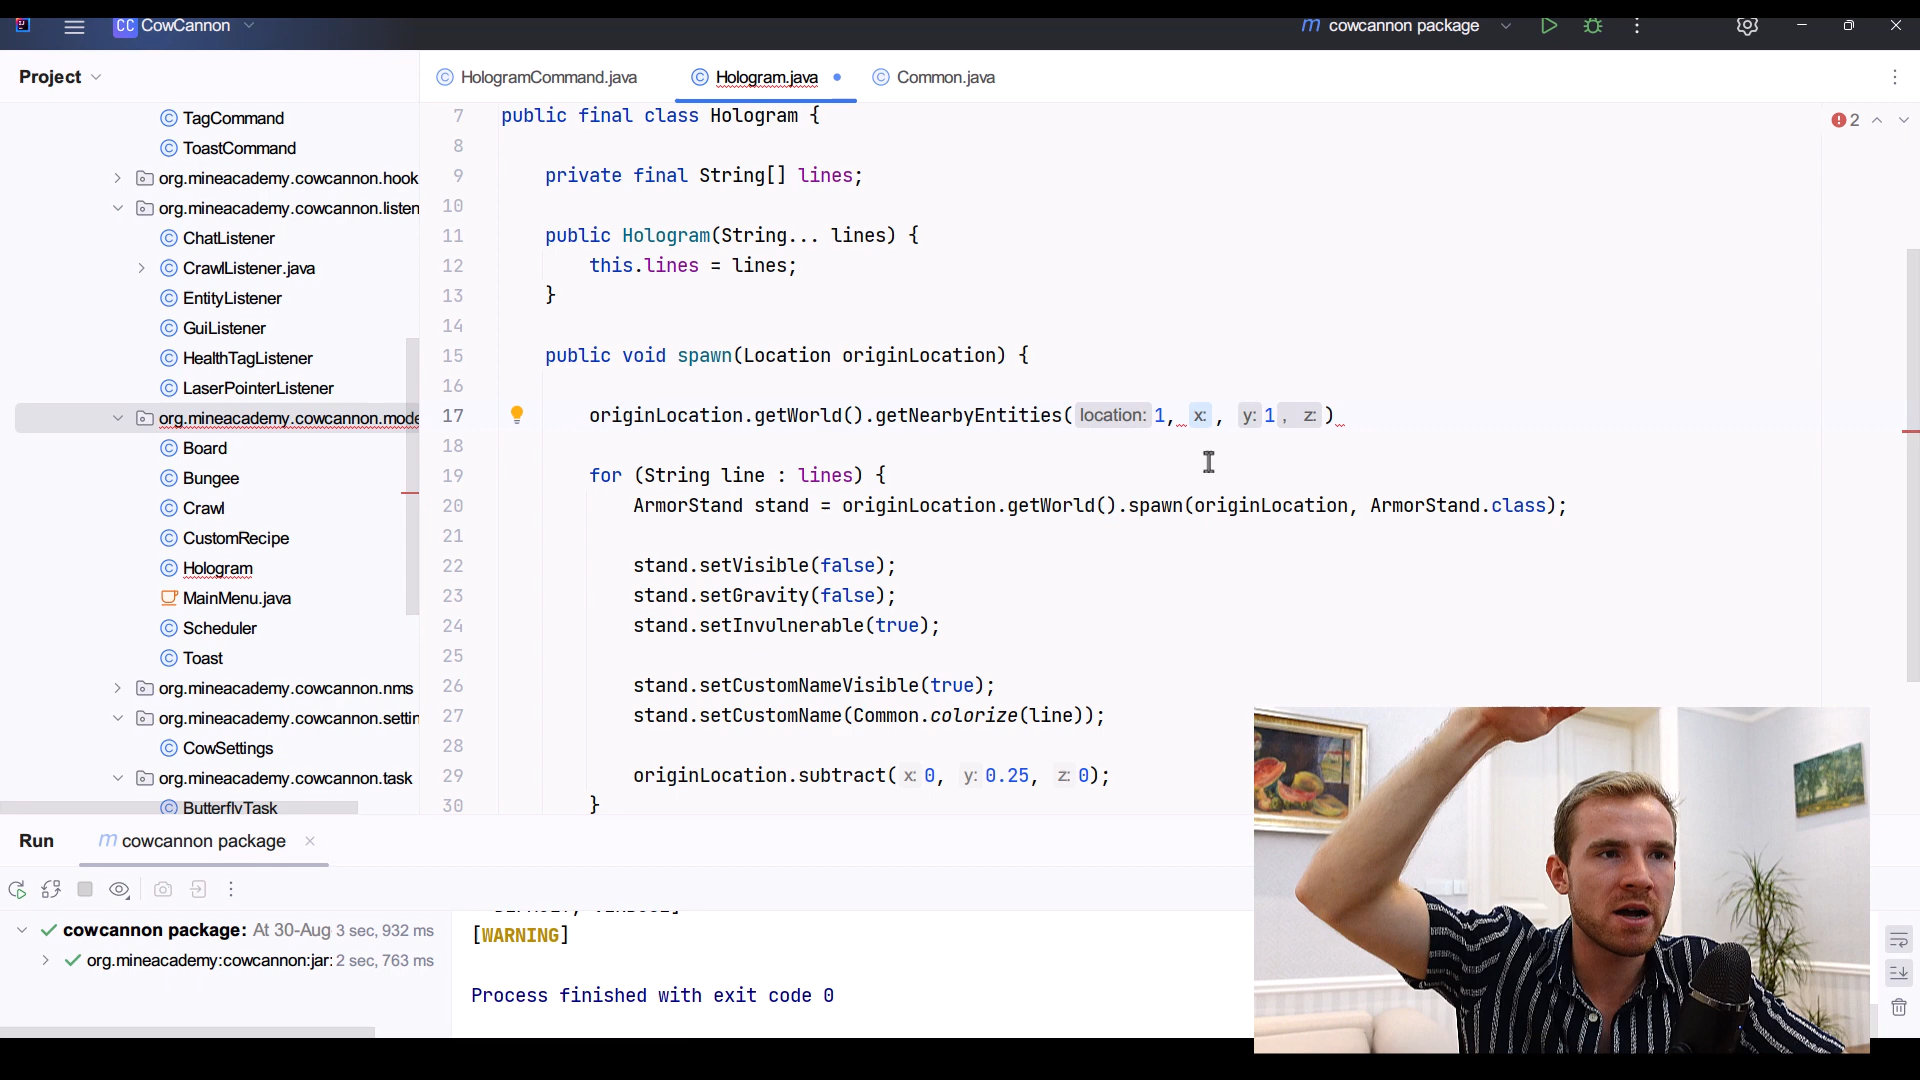 CC CowCannon
m cowcannon package
Project
HologramCommand.java
Hologram.java
Common.java
TagCommand
ToastCommand
org.mineacademy.cowcannon.hook
org.mineacademy.cowcannon.listen
ChatListener
CrawlListener.java
EntityListener
GuiListener
HealthTagListener
LaserPointerListener
org.mineacademy.cowcannon.mode
Board
Bungee
Crawl
CustomRecipe
Hologram
MainMenu.java
Scheduler
Toast
org.mineacademy.cowcannon.nms
org.mineacademy.cowcannon.settin
CowSettings
org.mineacademy.cowcannon.task
ButterflyTask
2
7 public final class Hologram {
8
9 private final String[] lines;
10
11 public Hologram(String... lines) {
12 this.lines = lines;
13 }
14
15 public void spawn(Location originLocation) {
16
17 originLocation.getWorld().getNearbyEntities( location: 1, x: , y: 1 , z: )
18
19 for (String line : lines) {
20 ArmorStand stand = originLocation.getWorld().spawn(originLocation, ArmorStand.class);
21
22 stand.setVisible(false);
23 stand.setGravity(false);
24 stand.setInvulnerable(true);
25
26 stand.setCustomNameVisible(true);
27 stand.setCustomName(Common.colorize(line));
28
29 originLocation.subtract( x: 0, y: 0.25, z: 0);
30 }
Run
m cowcannon package
cowcannon package: At 30-Aug 3 sec, 932 ms
org.mineacademy:cowcannon:jar: 2 sec, 763 ms
[WARNING]
Process finished with exit code 0